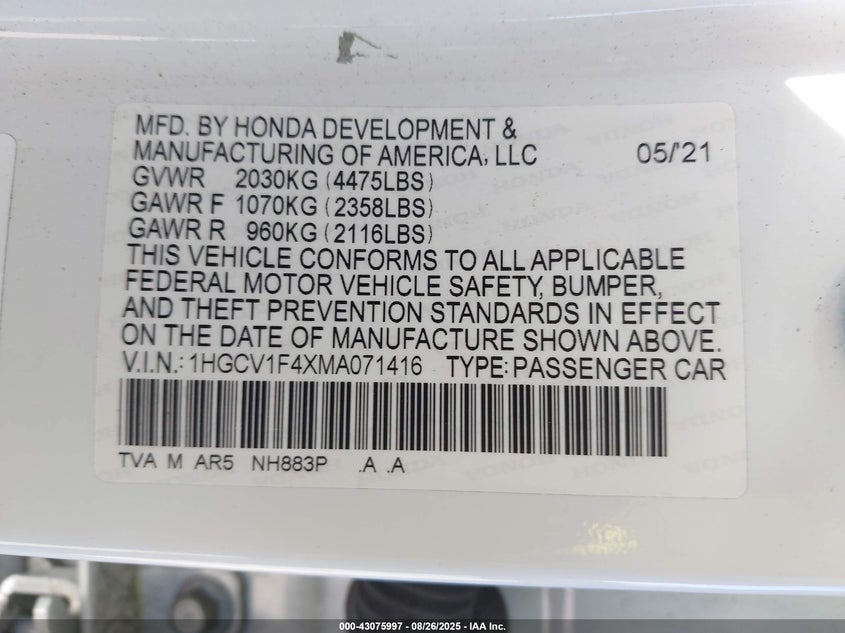 MFD. BY HONDA DEVELOPMENT &
MANUFACTURING OF AMERICA, LLC 05/'21
GVWR 2030KG (4475LBS)
GAWR F 1070KG (2358LBS)
GAWR R 960KG (2116LBS)
THIS VEHICLE CONFORMS TO ALL APPLICABLE
FEDERAL MOTOR VEHICLE SAFETY, BUMPER,
AND THEFT PREVENTION STANDARDS IN EFFECT
ON THE DATE OF MANUFACTURE SHOWN ABOVE.
V.I.N.: 1HGCV1F4XMA071416 TYPE: PASSENGER CAR
TVA M AR5 NH883P .A .A
000-43075997 - 08/26/2025 - IAA Inc.